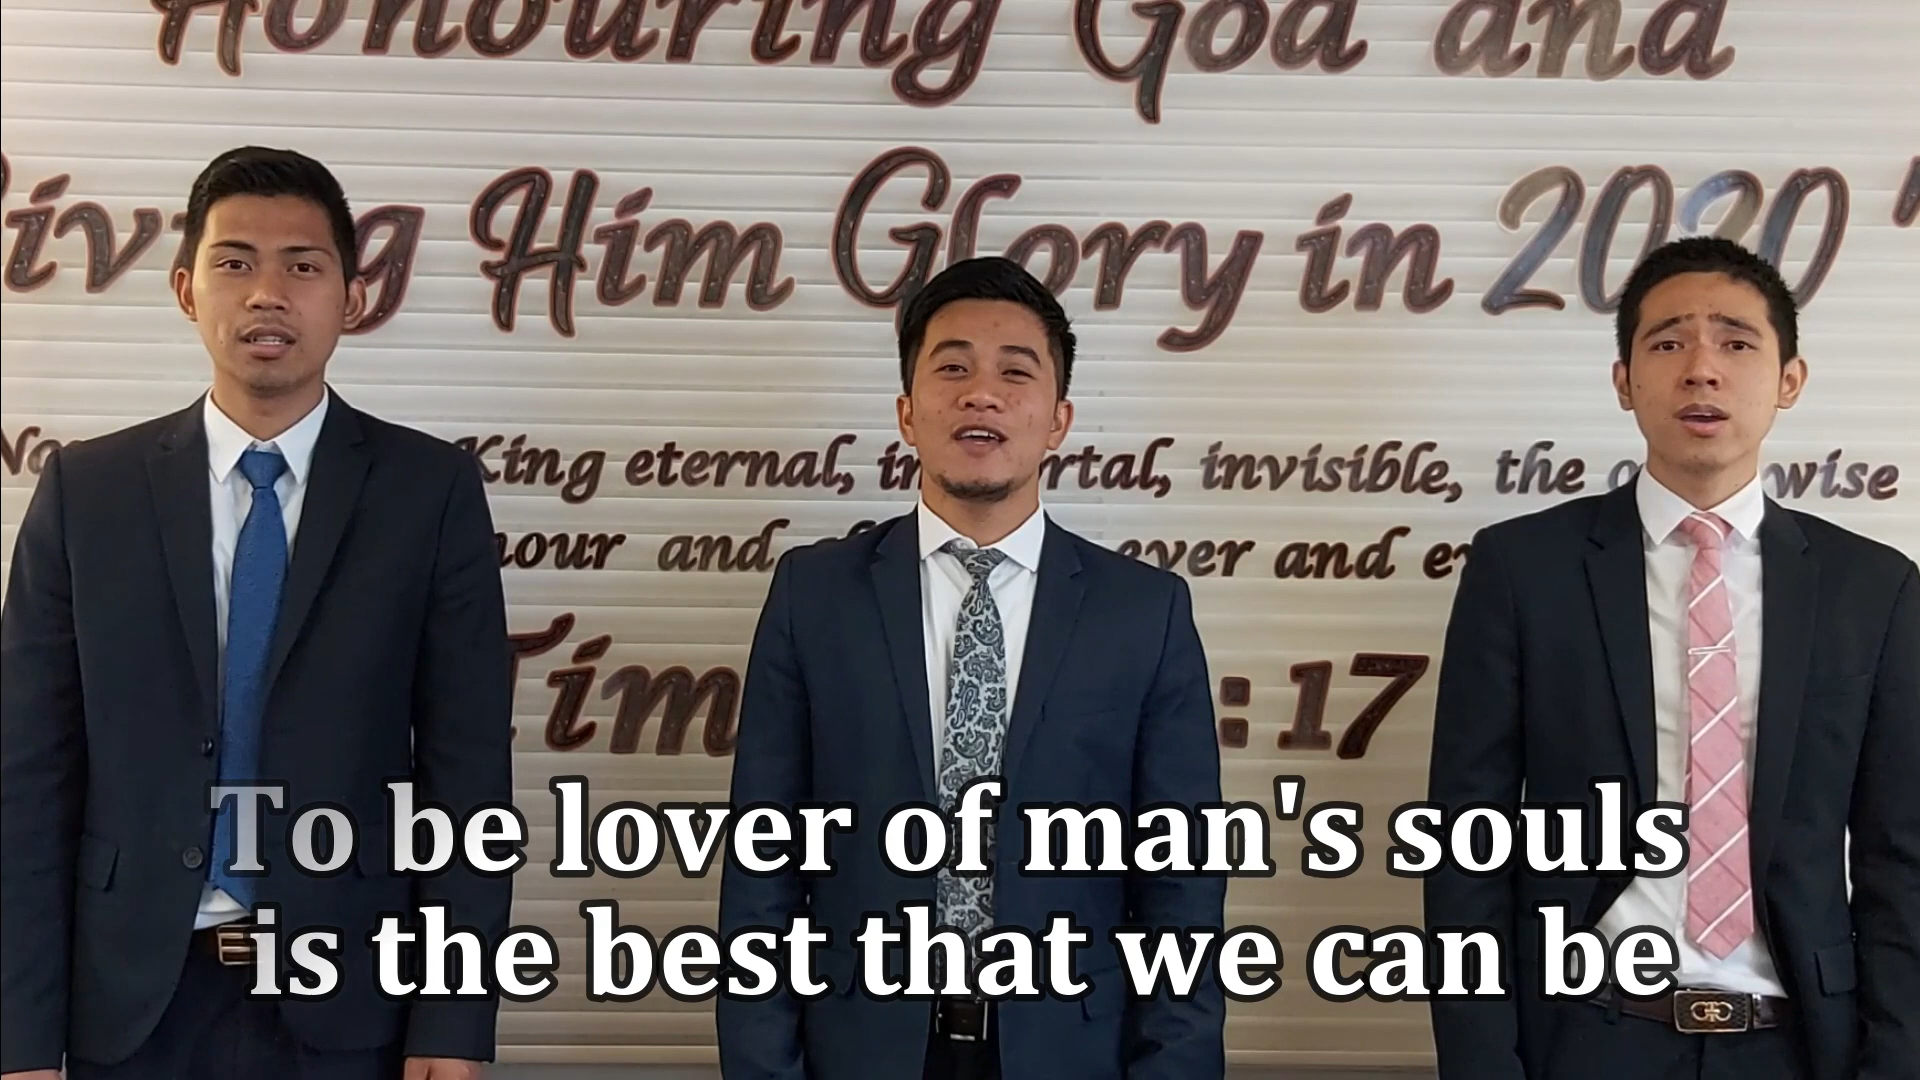 Honouring God and
Him Glory in 2020"
King eternal, invisible, the wise
and ever and
17
To be lover of man's souls
is the best that we can be